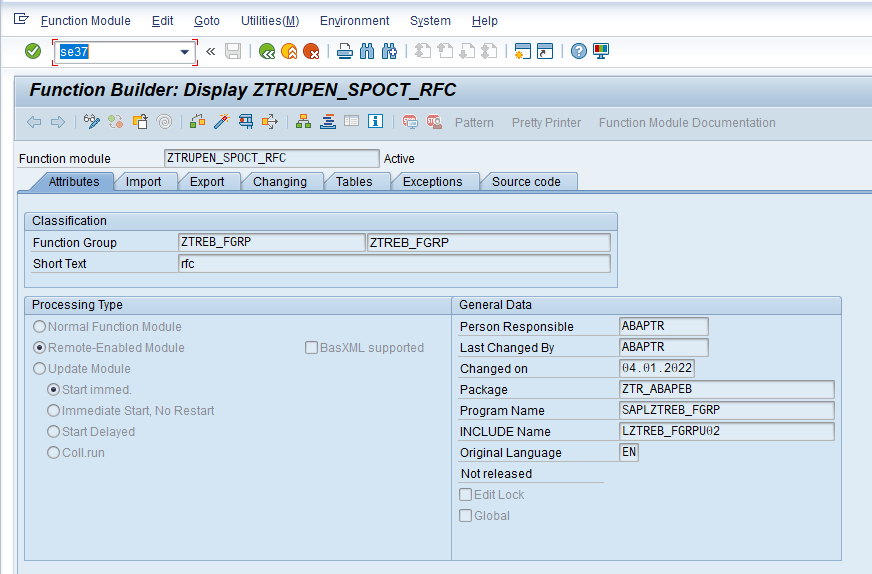 Function Module Edit Goto Utilities(M) Environment System Help
se37
Function Builder: Display ZTRUPEN_SPOCT_RFC
Pattern Pretty Printer Function Module Documentation
Function module ZTRUPEN_SPOCT_RFC Active
Attributes Import Export Changing Tables Exceptions Source code
Classification
Function Group ZTREB_FGRP ZTREB_FGRP
Short Text rfc
Processing Type
Normal Function Module
Remote-Enabled Module BasXML supported
Update Module
Start immed.
Immediate Start, No Restart
Start Delayed
Coll.run
General Data
Person Responsible ABAPTR
Last Changed By ABAPTR
Changed on 04.01.2022
Package ZTR_ABAPEB
Program Name SAPLZTREB_FGRP
INCLUDE Name LZTREB_FGRPU02
Original Language EN
Not released
Edit Lock
Global